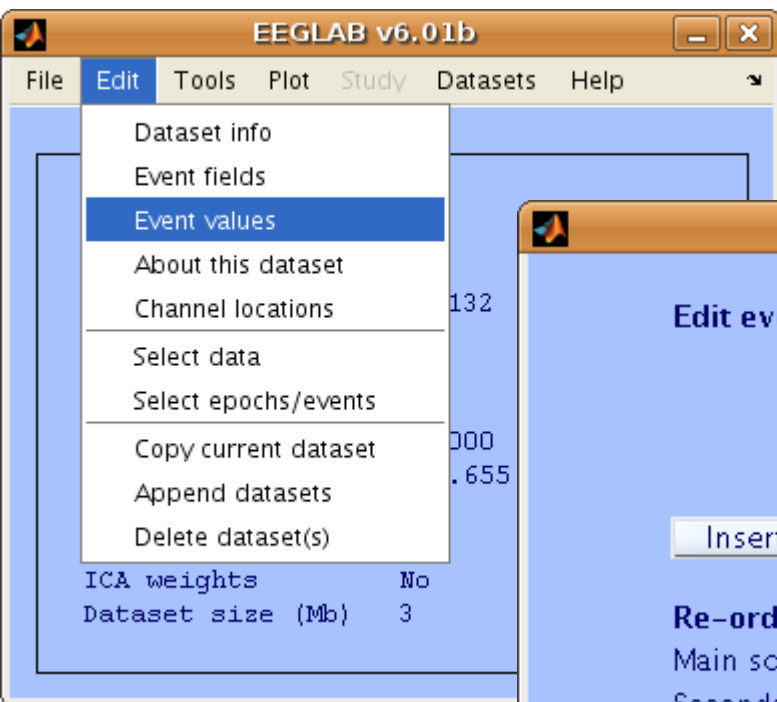 EEGLAB v6.01b
File Edit Tools Plot Study Datasets Help
Dataset info
Event fields
Event values
About this dataset
Channel locations
Select data
Select epochs/events
Copy current dataset
Append datasets
Delete dataset(s)
132
000
.655
ICA weights No
Dataset size (Mb) 3
Edit ev
Inser
Re-ord
Main so